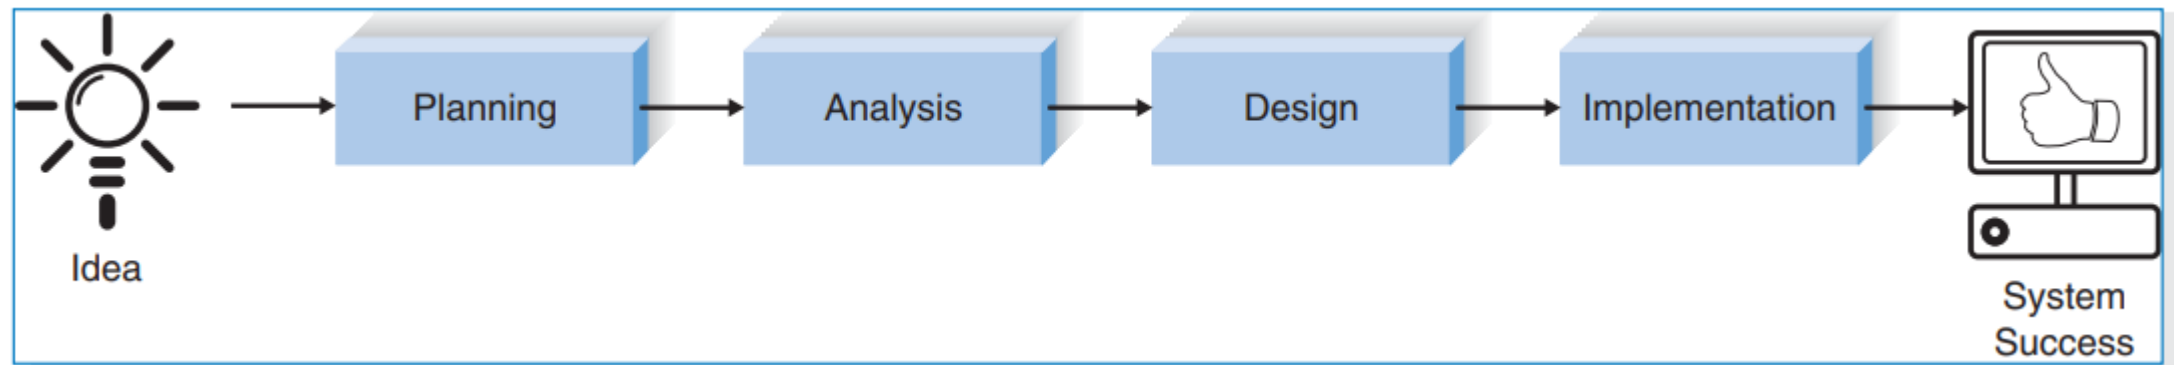 Planning
Analysis
Design
Implementation
Idea
System
Success